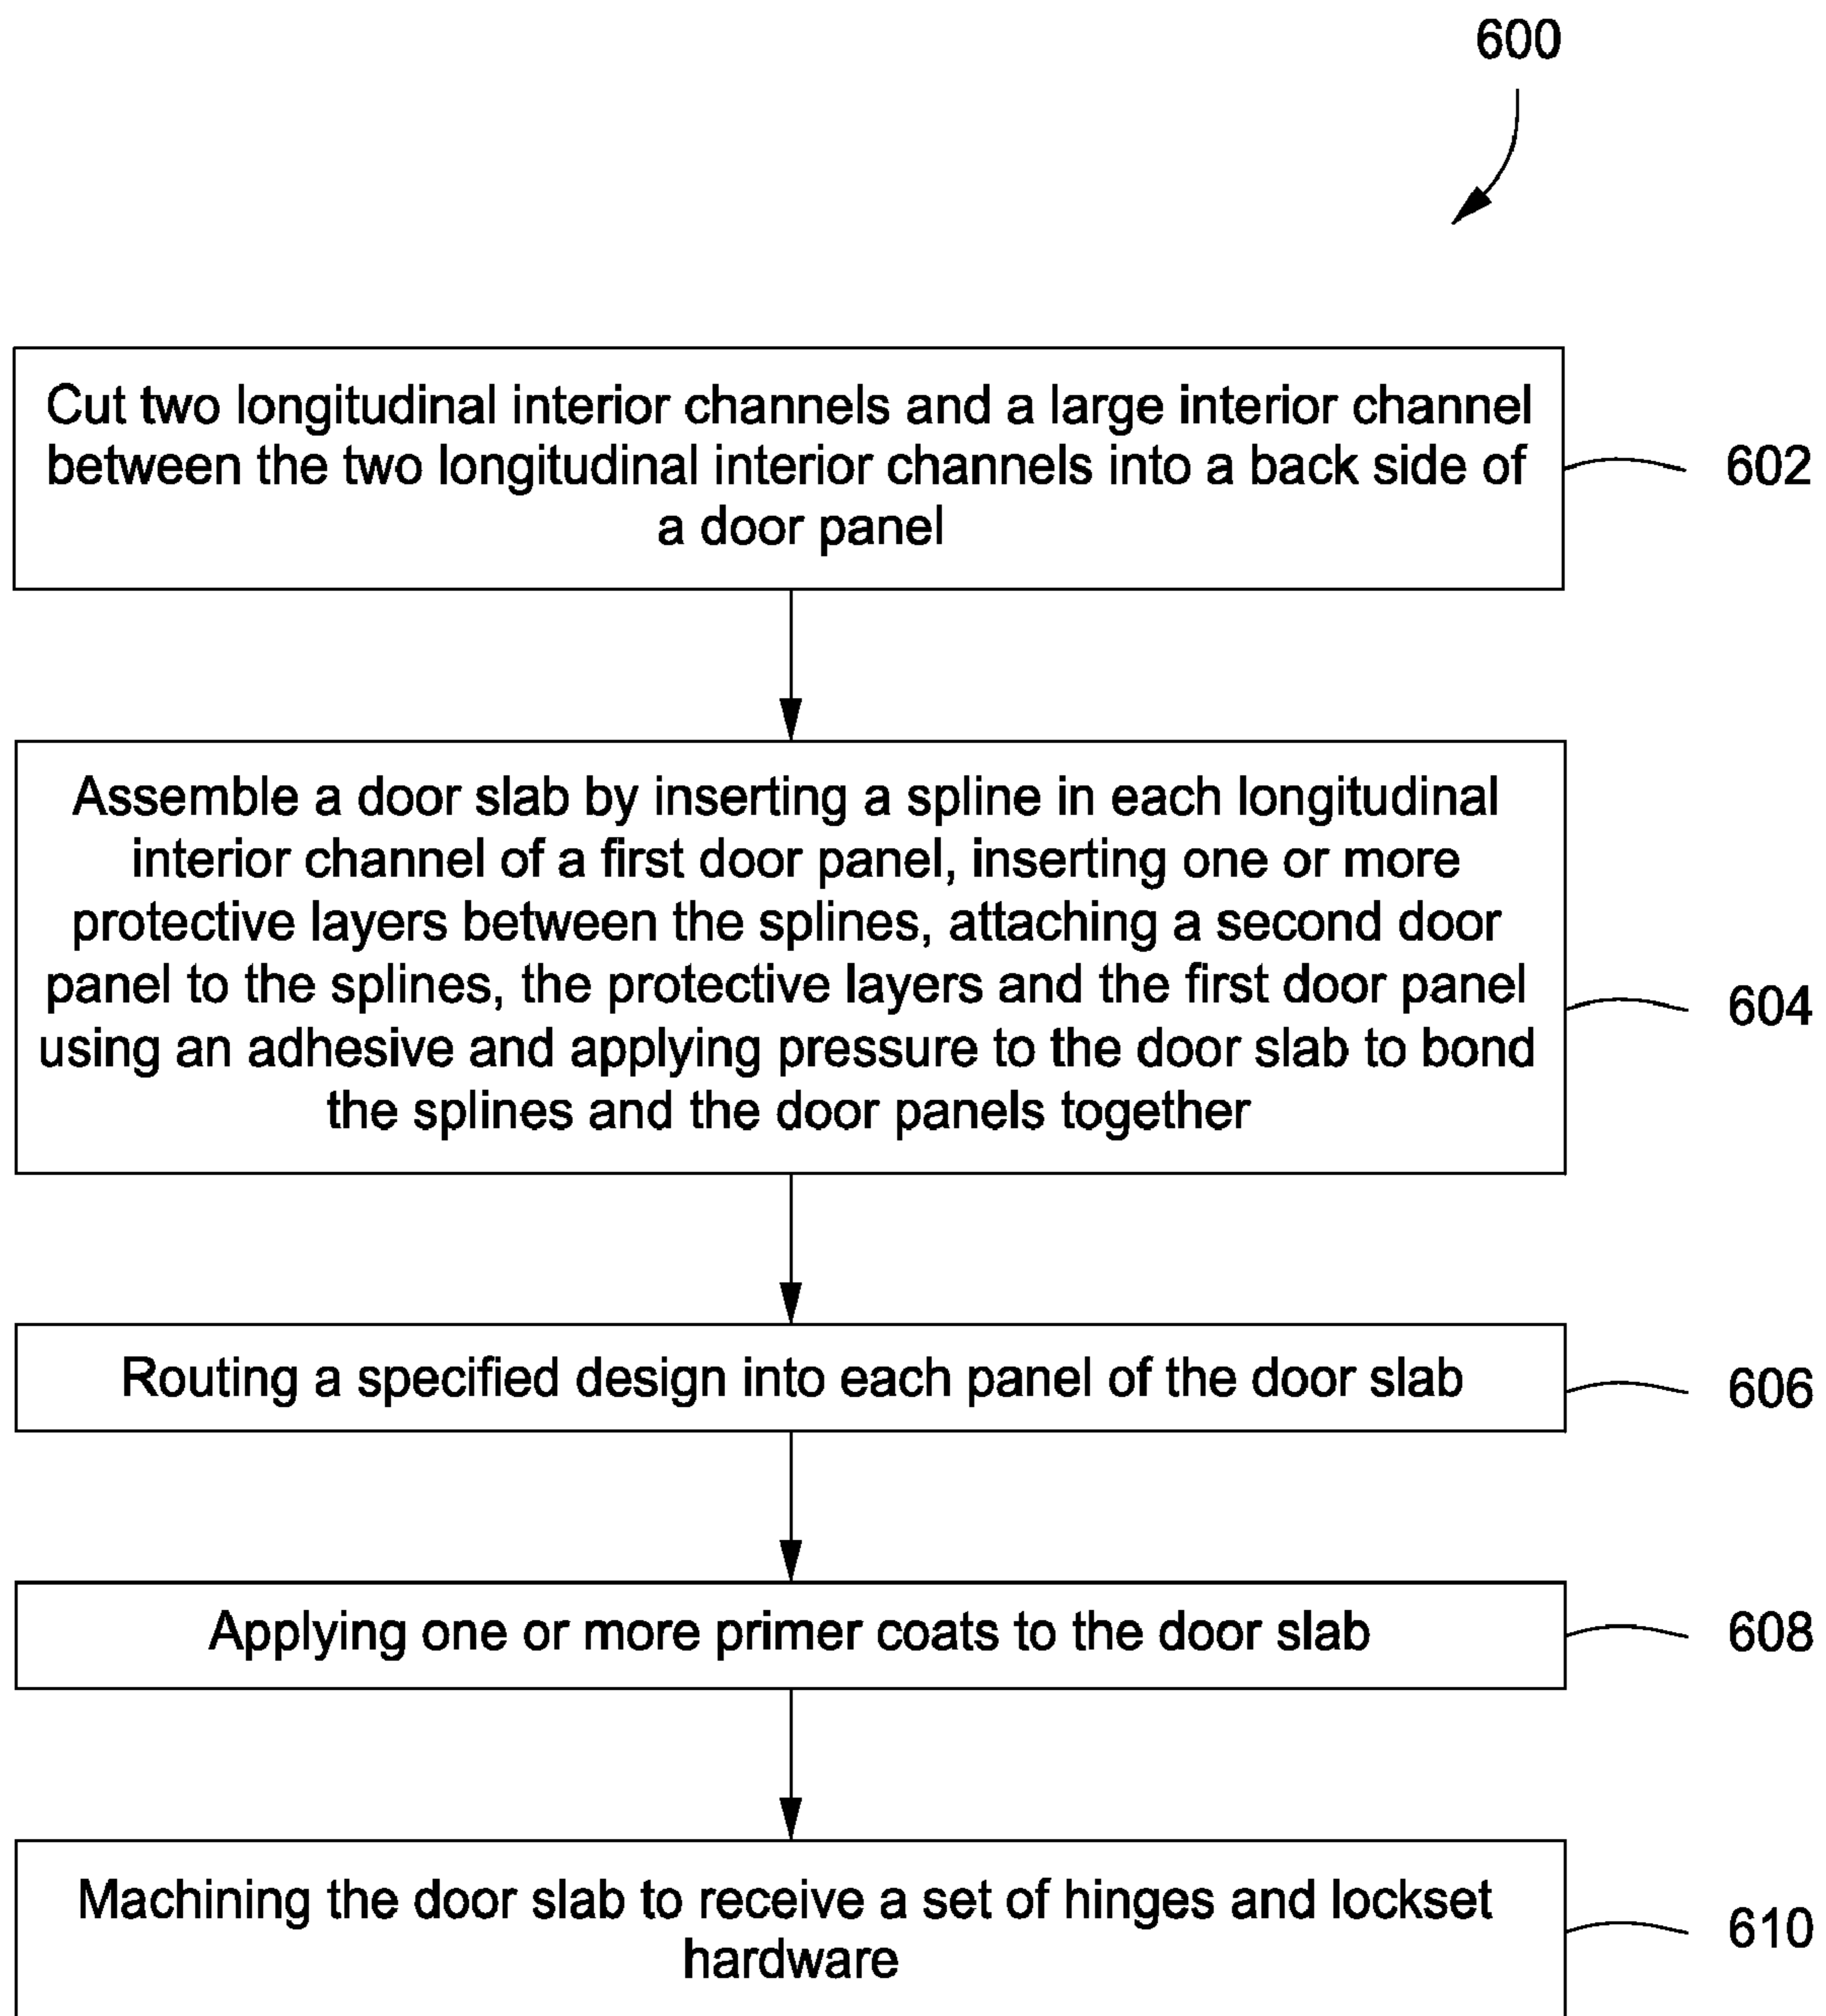 600
Cut two longitudinal interior channels and a large interior channel
between the two longitudinal interior channels into a back side of
a door panel
602
Assemble a door slab by inserting a spline in each longitudinal
interior channel of a first door panel, inserting one or more
protective layers between the splines, attaching a second door
panel to the splines, the protective layers and the first door panel
using an adhesive and applying pressure to the door slab to bond
the splines and the door panels together
604
Routing a specified design into each panel of the door slab
606
Applying one or more primer coats to the door slab
608
Machining the door slab to receive a set of hinges and lockset
hardware
610